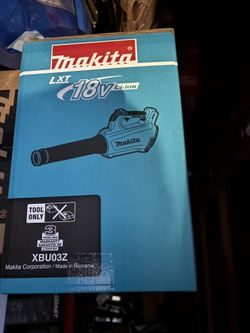 makita
LXT
18V Li-ion
makita
TOOL
ONLY
3
XBU03Z
Makita Corporation / Made in Romania